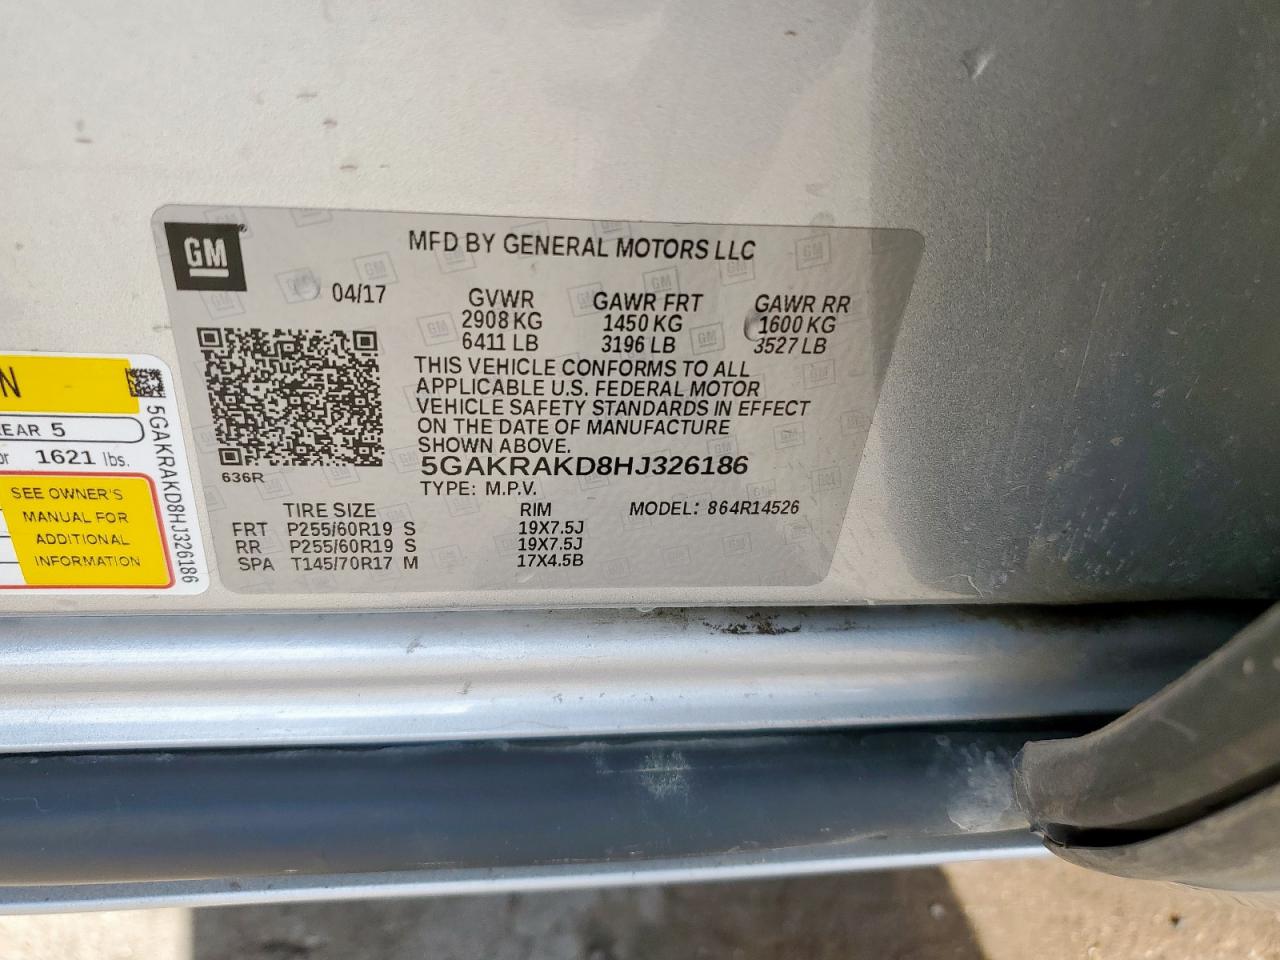 GM
MFD BY GENERAL MOTORS LLC
04/17
GVWR GAWR FRT GAWR RR
2908 KG 1450 KG 1600 KG
6411 LB 3196 LB 3527 LB
THIS VEHICLE CONFORMS TO ALL
APPLICABLE U.S. FEDERAL MOTOR
VEHICLE SAFETY STANDARDS IN EFFECT
ON THE DATE OF MANUFACTURE
SHOWN ABOVE.
5GAKRAKD8HJ326186
636R
TYPE: M.P.V.
TIRE SIZE RIM MODEL: 864R14526
FRT P255/60R19 S 19X7.5J
RR P255/60R19 S 19X7.5J
SPA T145/70R17 M 17X4.5B
N
EAR 5
or 1621 lbs.
SEE OWNER'S
MANUAL FOR
ADDITIONAL
INFORMATION
5GAKRAKD8HJ326186